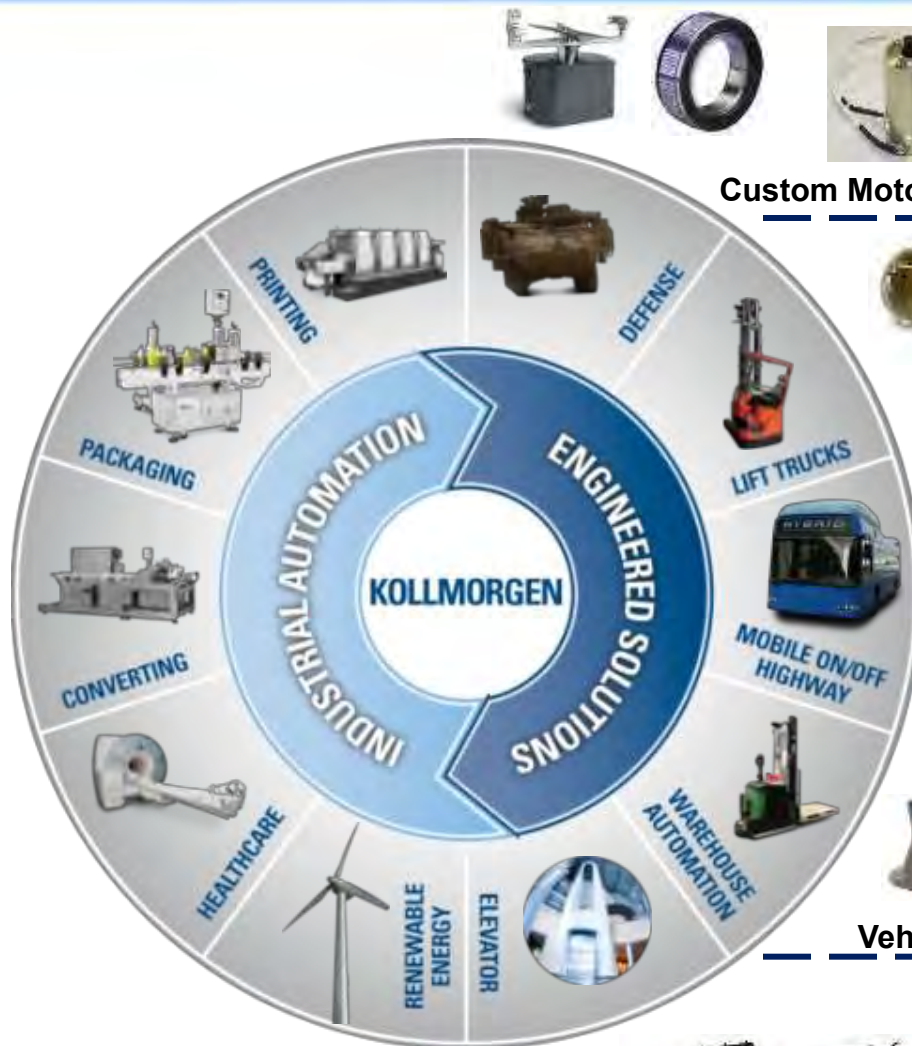 Custom Moto
PRINTING
DEFENSE
PACKAGING
LIFT TRUCKS
INDUSTRIAL AUTOMATION
ENGINEERED SOLUTIONS
HYBRID
KOLLMORGEN
MOBILE ON/OFF
HIGHWAY
CONVERTING
WAREHOUSE
AUTOMATION
HEALTHCARE
RENEWABLE
ENERGY
ELEVATOR
Veh